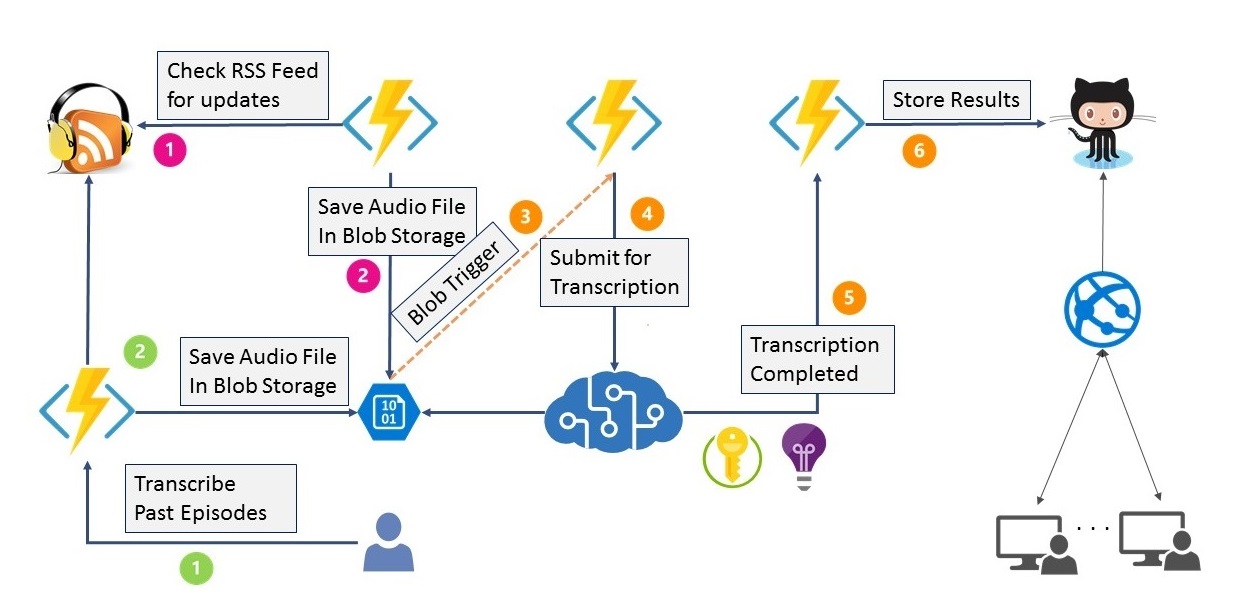 Check RSS Feed
for updates
1
Store Results
6
Save Audio File
In Blob Storage
2
3
Blob Trigger
4
Submit for
Transcription
5
Transcription
Completed
2
Save Audio File
In Blob Storage
10
01
Transcribe
Past Episodes
1
. . .